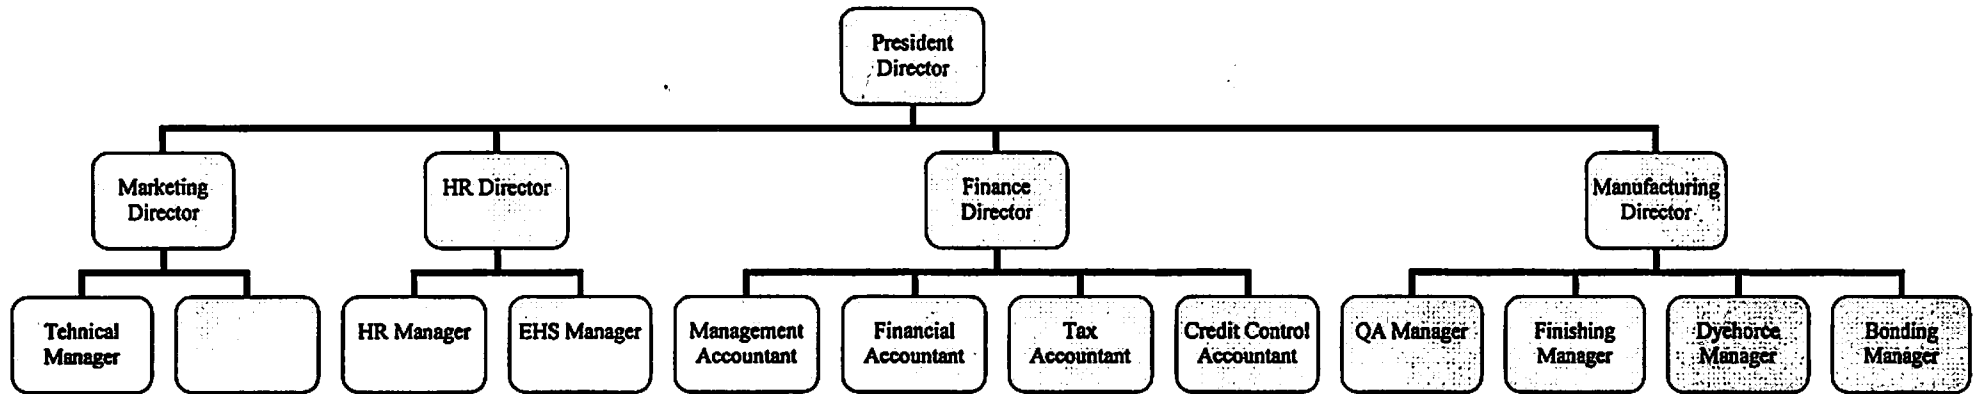 President
Director
Marketing
Director
HR Director
Finance
Director
Manufacturing
Director
Tehnical
Manager
HR Manager
EHS Manager
Management
Accountant
Financial
Accountant
Tax
Accountant
Credit Control
Accountant
QA Manager
Finishing
Manager
Dyehorce
Manager
Bonding
Manager